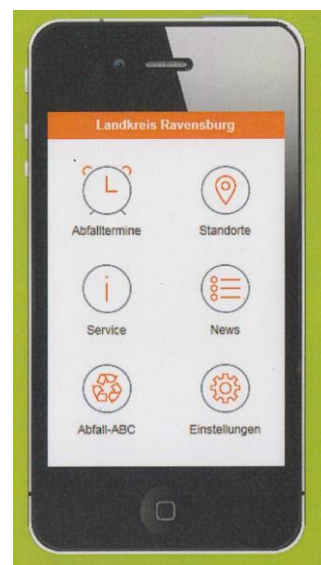 Landkreis Ravensburg
Abfalltermine
Standorte
Service
News
Abfall-ABC
Einstellungen